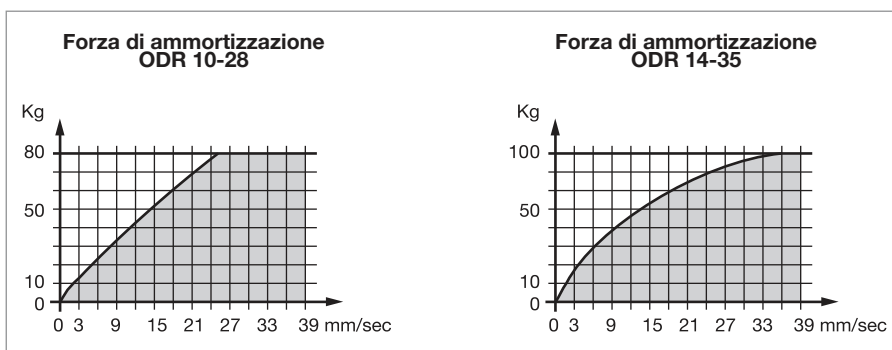 Forza di ammortizzazione
ODR 10-28
Kg
80
50
10
0
0 3 9 15 21 27 33 39 mm/sec
Forza di ammortizzazione
ODR 14-35
Kg
100
50
10
0
0 3 9 15 21 27 33 39 mm/sec